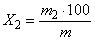 X₂ = m₂ · 100 / m